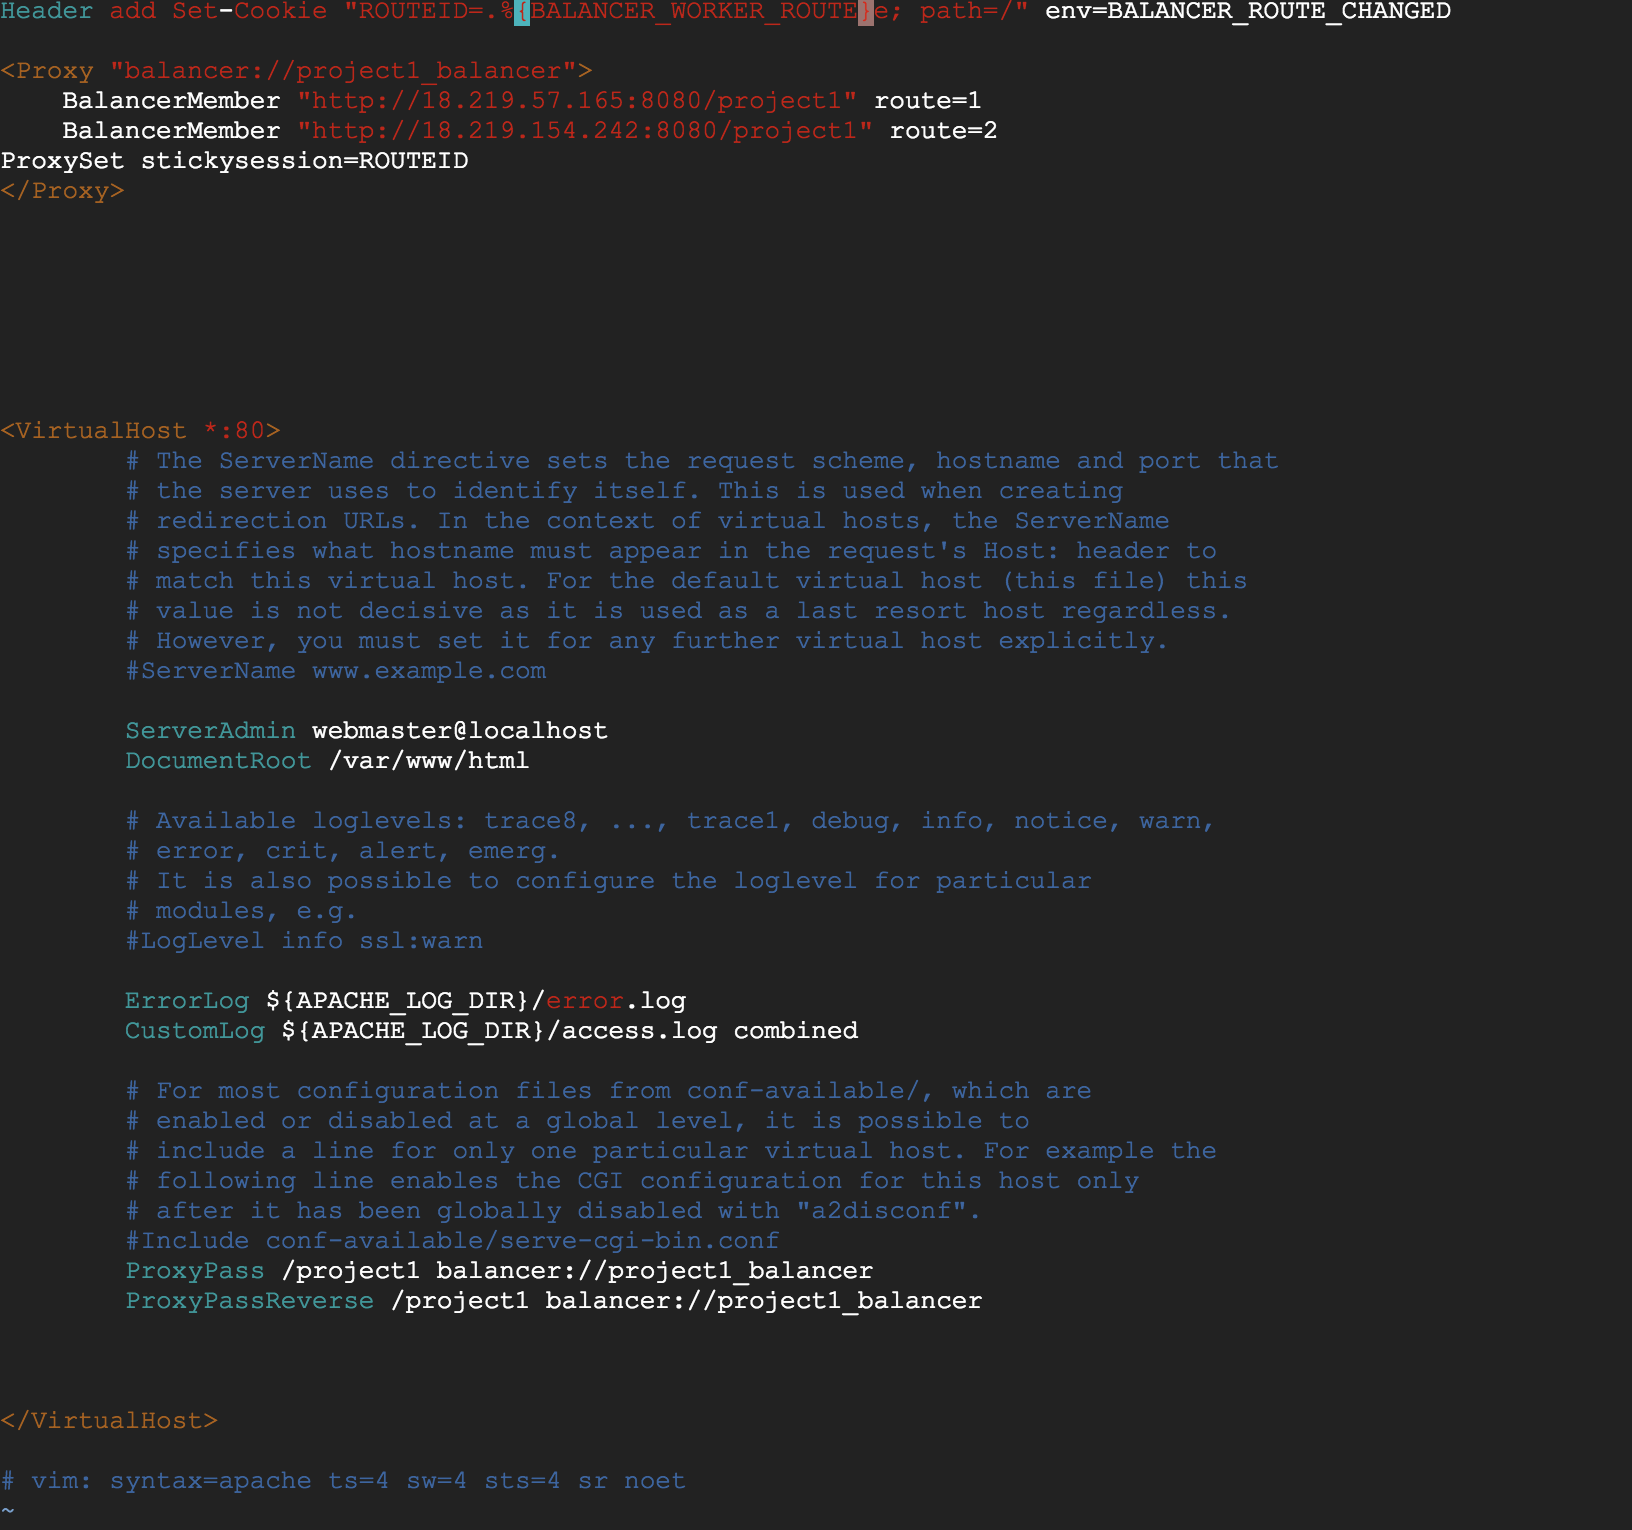 Header add Set-Cookie "ROUTEID=.%{BALANCER_WORKER_ROUTE}e; path=/" env=BALANCER_ROUTE_CHANGED
<Proxy "balancer://project1_balancer">
BalancerMember "http://18.219.57.165:8080/project1" route=1
BalancerMember "http://18.219.154.242:8080/project1" route=2
ProxySet stickysession=ROUTEID
</Proxy>
<VirtualHost *:80>
# The ServerName directive sets the request scheme, hostname and port that
# the server uses to identify itself. This is used when creating
# redirection URLs. In the context of virtual hosts, the ServerName
# specifies what hostname must appear in the request's Host: header to
# match this virtual host. For the default virtual host (this file) this
# value is not decisive as it is used as a last resort host regardless.
# However, you must set it for any further virtual host explicitly.
#ServerName www.example.com
ServerAdmin webmaster@localhost
DocumentRoot /var/www/html
# Available loglevels: trace8, ..., trace1, debug, info, notice, warn,
# error, crit, alert, emerg.
# It is also possible to configure the loglevel for particular
# modules, e.g.
#LogLevel info ssl:warn
ErrorLog ${APACHE_LOG_DIR}/error.log
CustomLog ${APACHE_LOG_DIR}/access.log combined
# For most configuration files from conf-available/, which are
# enabled or disabled at a global level, it is possible to
# include a line for only one particular virtual host. For example the
# following line enables the CGI configuration for this host only
# after it has been globally disabled with "a2disconf".
#Include conf-available/serve-cgi-bin.conf
ProxyPass /project1 balancer://project1_balancer
ProxyPassReverse /project1 balancer://project1_balancer
</VirtualHost>
# vim: syntax=apache ts=4 sw=4 sts=4 sr noet
~